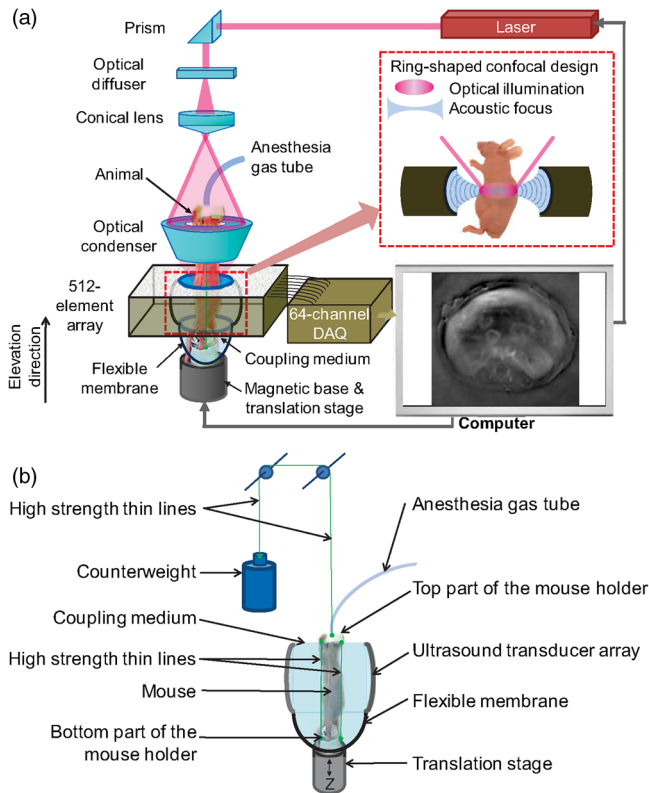 (a)
Prism
Laser
Optical
diffuser
Conical lens
Anesthesia
gas tube
Animal
Optical
condenser
512-
element
array
Elevation
direction
Flexible
membrane
Coupling medium
Magnetic base &
translation stage
64-channel
DAQ
Computer
Ring-shaped confocal design
Optical illumination
Acoustic focus
(b)
High strength thin lines
Anesthesia gas tube
Counterweight
Top part of the mouse holder
Coupling medium
High strength thin lines
Ultrasound transducer array
Mouse
Flexible membrane
Bottom part of the
mouse holder
Translation stage
Z